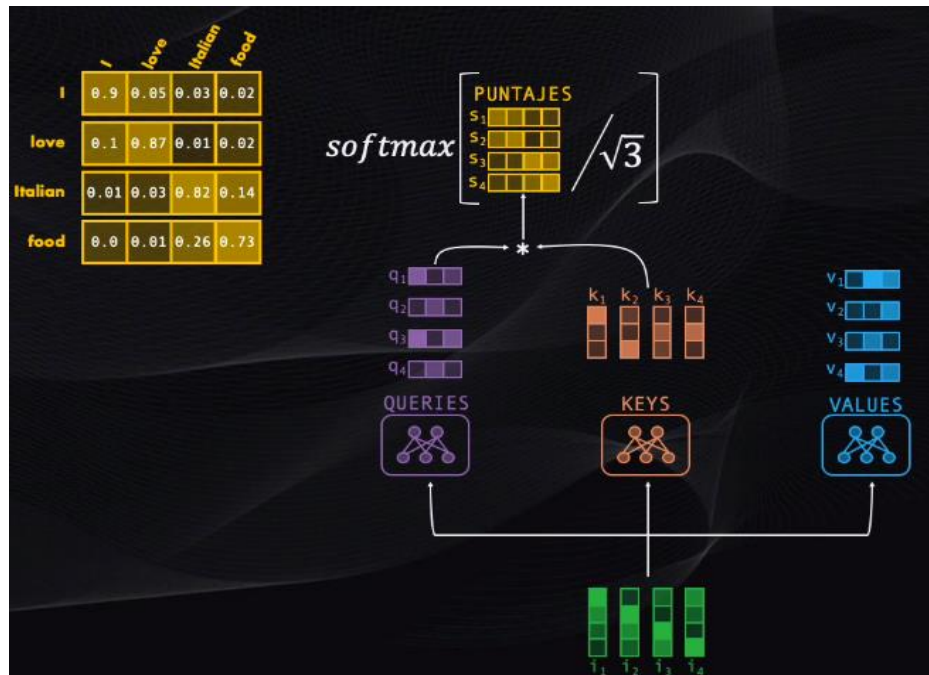 I love Italian food
I 0.9 0.05 0.03 0.02
love 0.1 0.87 0.01 0.02
Italian 0.01 0.03 0.82 0.14
food 0.0 0.01 0.26 0.73
PUNTAJES
s₁
s₂
s₃
s₄
softmax
/√3
*
q₁
q₂
q₃
q₄
QUERIES
k₁ k₂ k₃ k₄
KEYS
v₁
v₂
v₃
v₄
VALUES
i₁ i₂ i₃ i₄